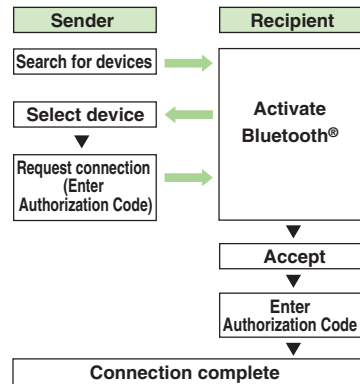 Sender
Recipient
Search for devices
Select device
Activate
Bluetooth®
Request connection
(Enter
Authorization Code)
Accept
Enter
Authorization Code
Connection complete